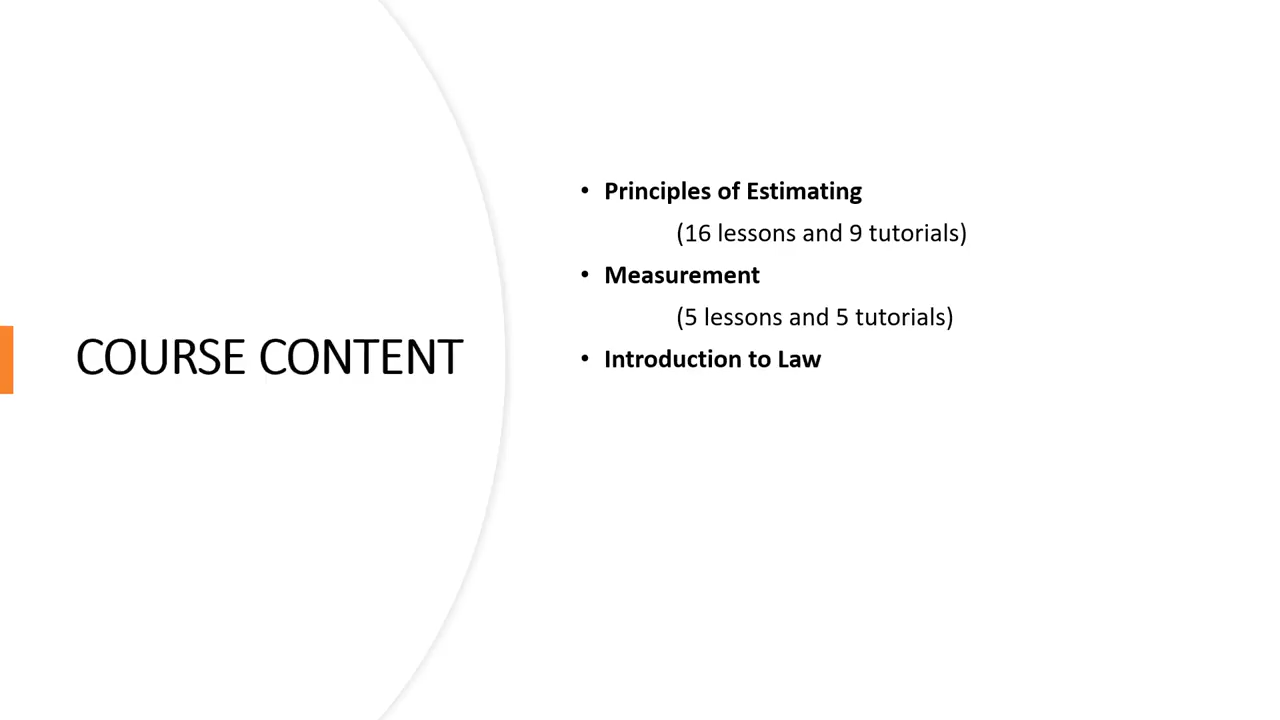 COURSE CONTENT
• Principles of Estimating
(16 lessons and 9 tutorials)
• Measurement
(5 lessons and 5 tutorials)
• Introduction to Law